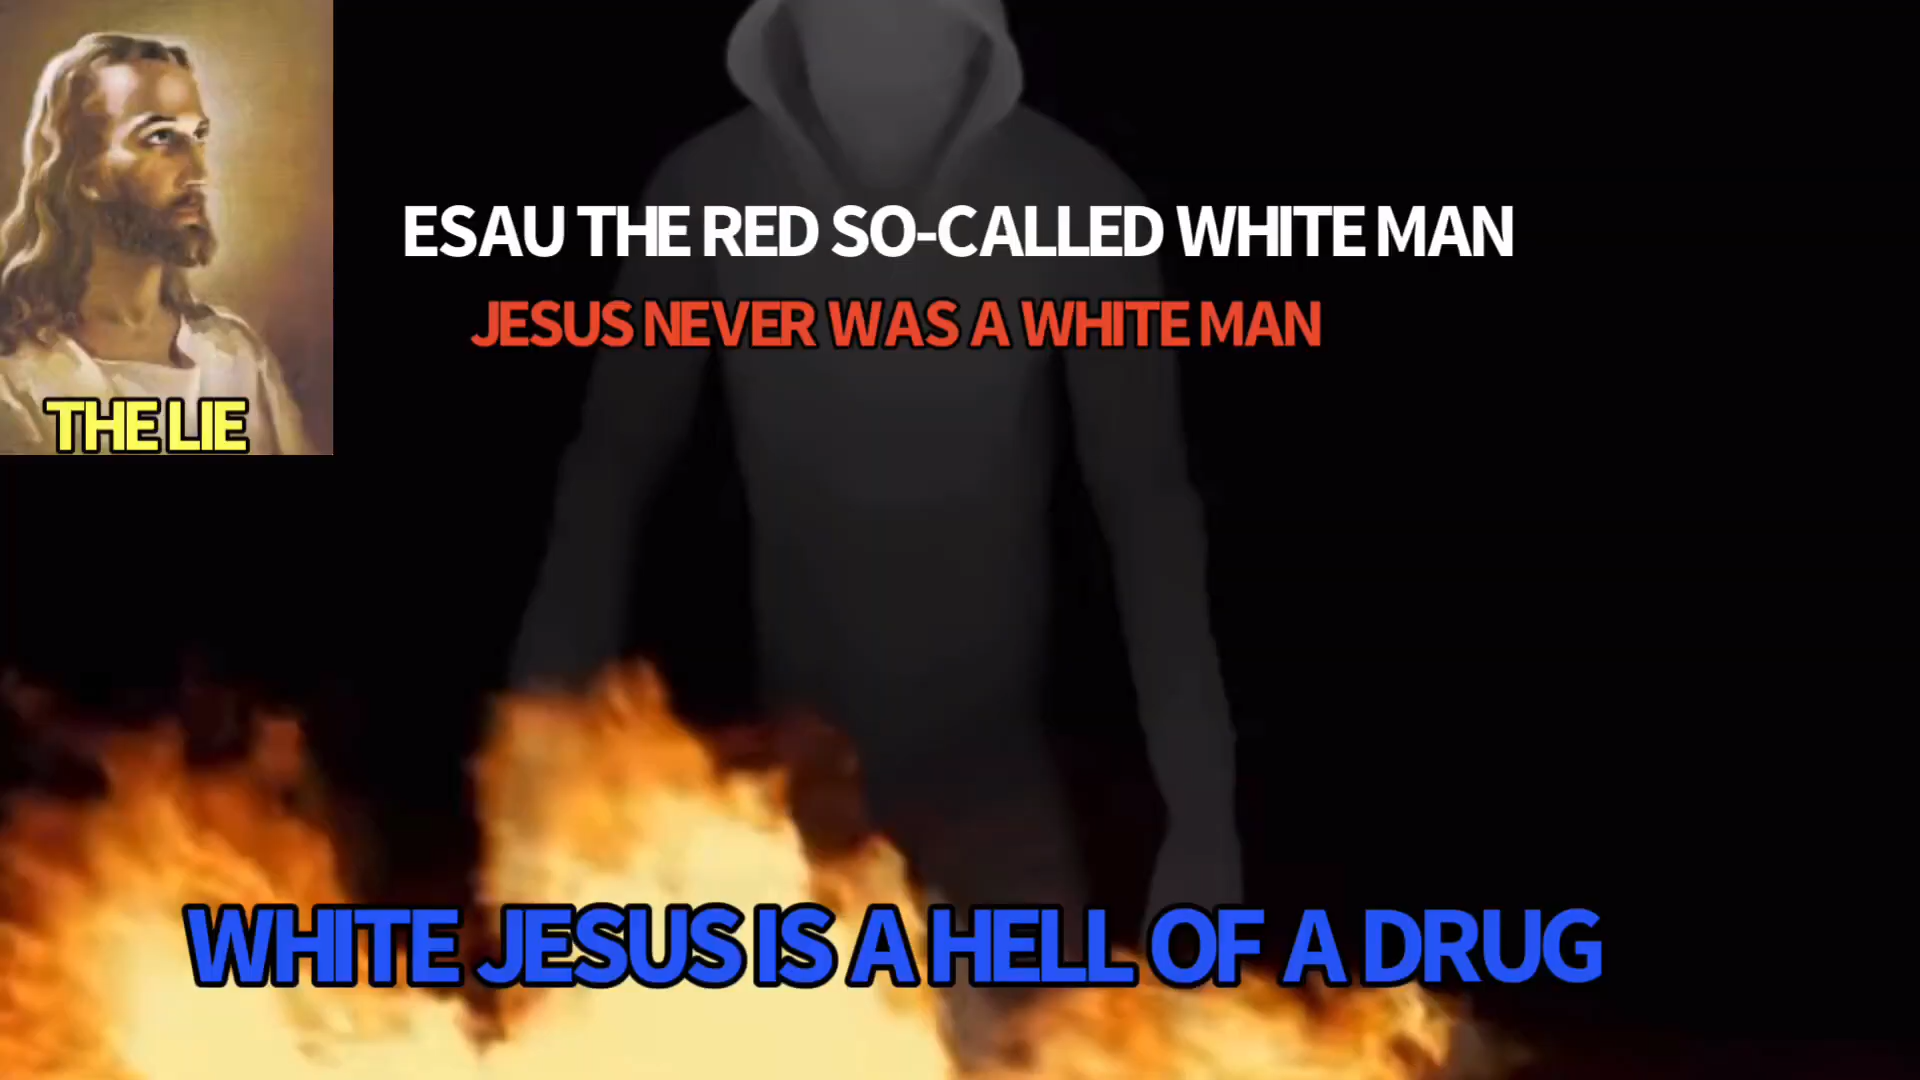 ESAU THE RED SO-CALLED WHITE MAN
JESUS NEVER WAS A WHITE MAN
THE LIE
WHITE JESUS IS A HELL OF A DRUG